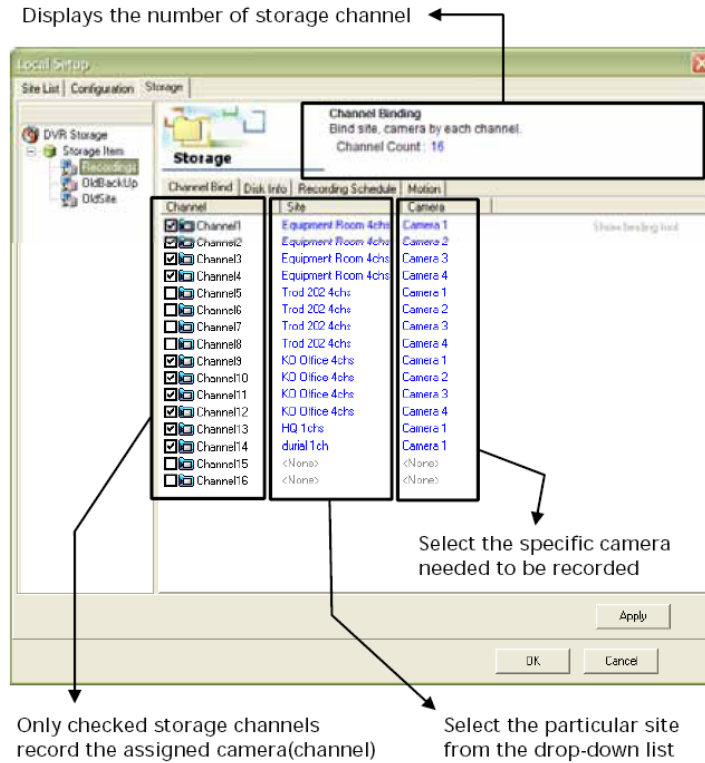 Displays the number of storage channel
Local Setup
Site List Configuration Storage
Channel Binding
Bind site, camera by each channel.
Channel Count : 16
DVR Storage
Storage Item
Recordings
OldBackUp
OldSite
Storage
Channel Bind Disk Info Recording Schedule Motion
Channel Site Camera
Channel1 Equipment Room 4chs Camera 1
Show binding tool
Channel2 Equipment Room 4chs Camera 2
Channel3 Equipment Room 4chs Camera 3
Channel4 Equipment Room 4chs Camera 4
Channel5 Trod 202 4chs Camera 1
Channel6 Trod 202 4chs Camera 2
Channel7 Trod 202 4chs Camera 3
Channel8 Trod 202 4chs Camera 4
Channel9 KO Office 4chs Camera 1
Channel10 KO Office 4chs Camera 2
Channel11 KO Office 4chs Camera 3
Channel12 KO Office 4chs Camera 4
Channel13 HQ 1chs Camera 1
Channel14 durial 1ch Camera 1
Channel15 <None> <None>
Channel16 <None> <None>
Select the specific camera
needed to be recorded
Apply
OK Cancel
Only checked storage channels
record the assigned camera(channel)
Select the particular site
from the drop-down list